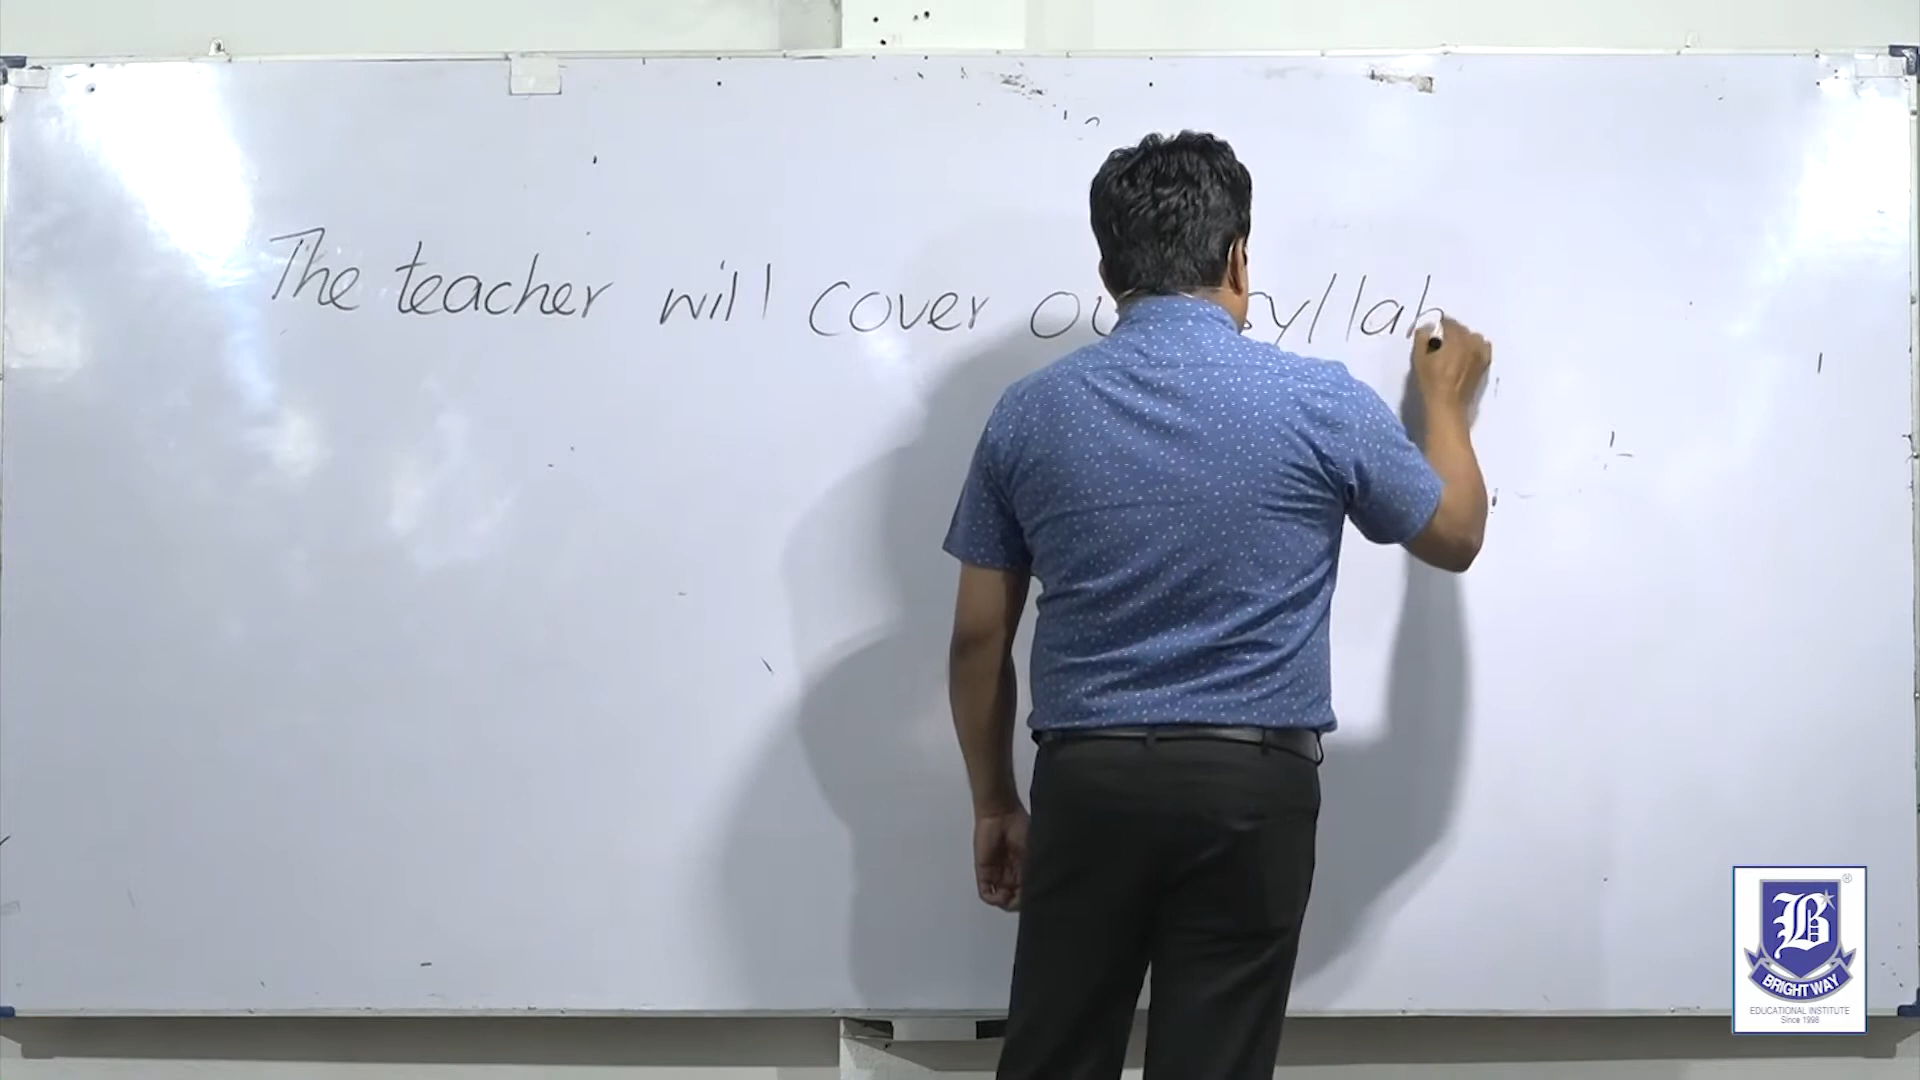 The teacher will cover
B
BRIGHT WAY
EDUCATIONAL INSTITUTE
Since 1998